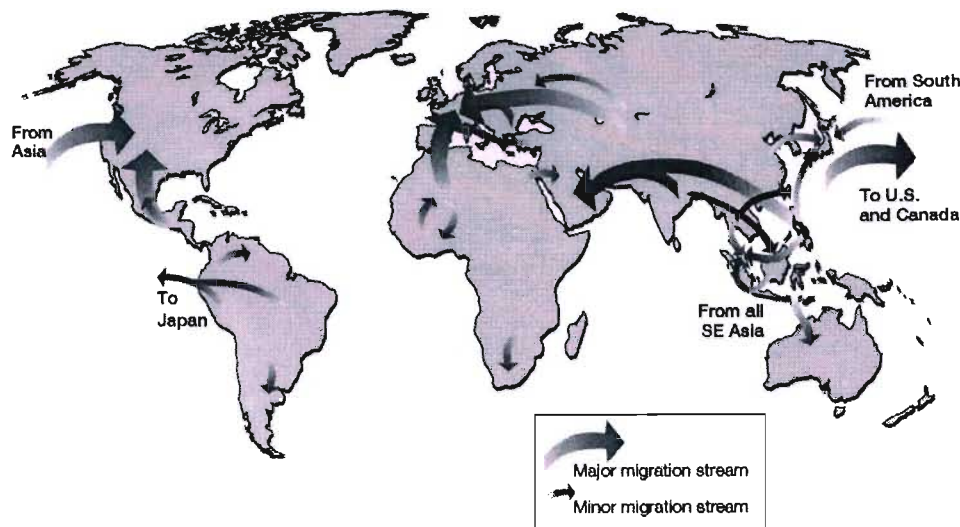 From South
America
From
Asia
To U.S.
and Canada
To
Japan
From all
SE Asia
Major migration stream
Minor migration stream